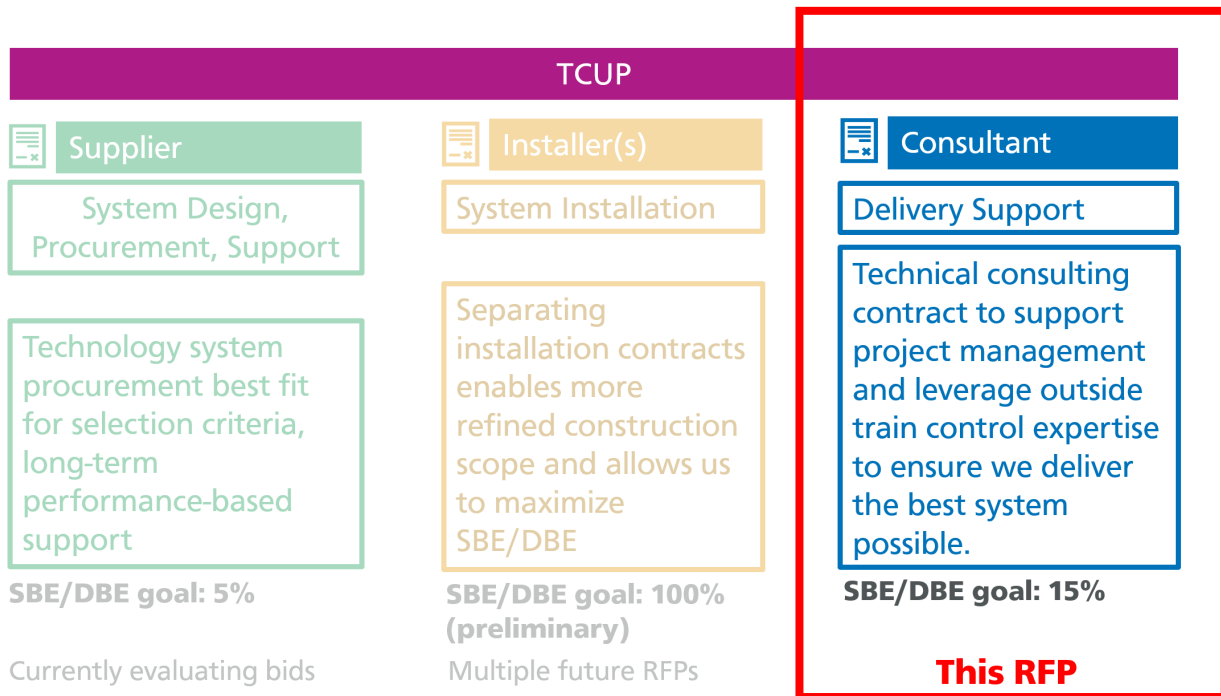 TCUP
Supplier
System Design,
Procurement, Support
Technology system
procurement best fit
for selection criteria,
long-term
performance-based
support
SBE/DBE goal: 5%
Currently evaluating bids
Installer(s)
System Installation
Separating
installation contracts
enables more
refined construction
scope and allows us
to maximize
SBE/DBE
SBE/DBE goal: 100%
(preliminary)
Multiple future RFPs
Consultant
Delivery Support
Technical consulting
contract to support
project management
and leverage outside
train control expertise
to ensure we deliver
the best system
possible.
SBE/DBE goal: 15%
This RFP